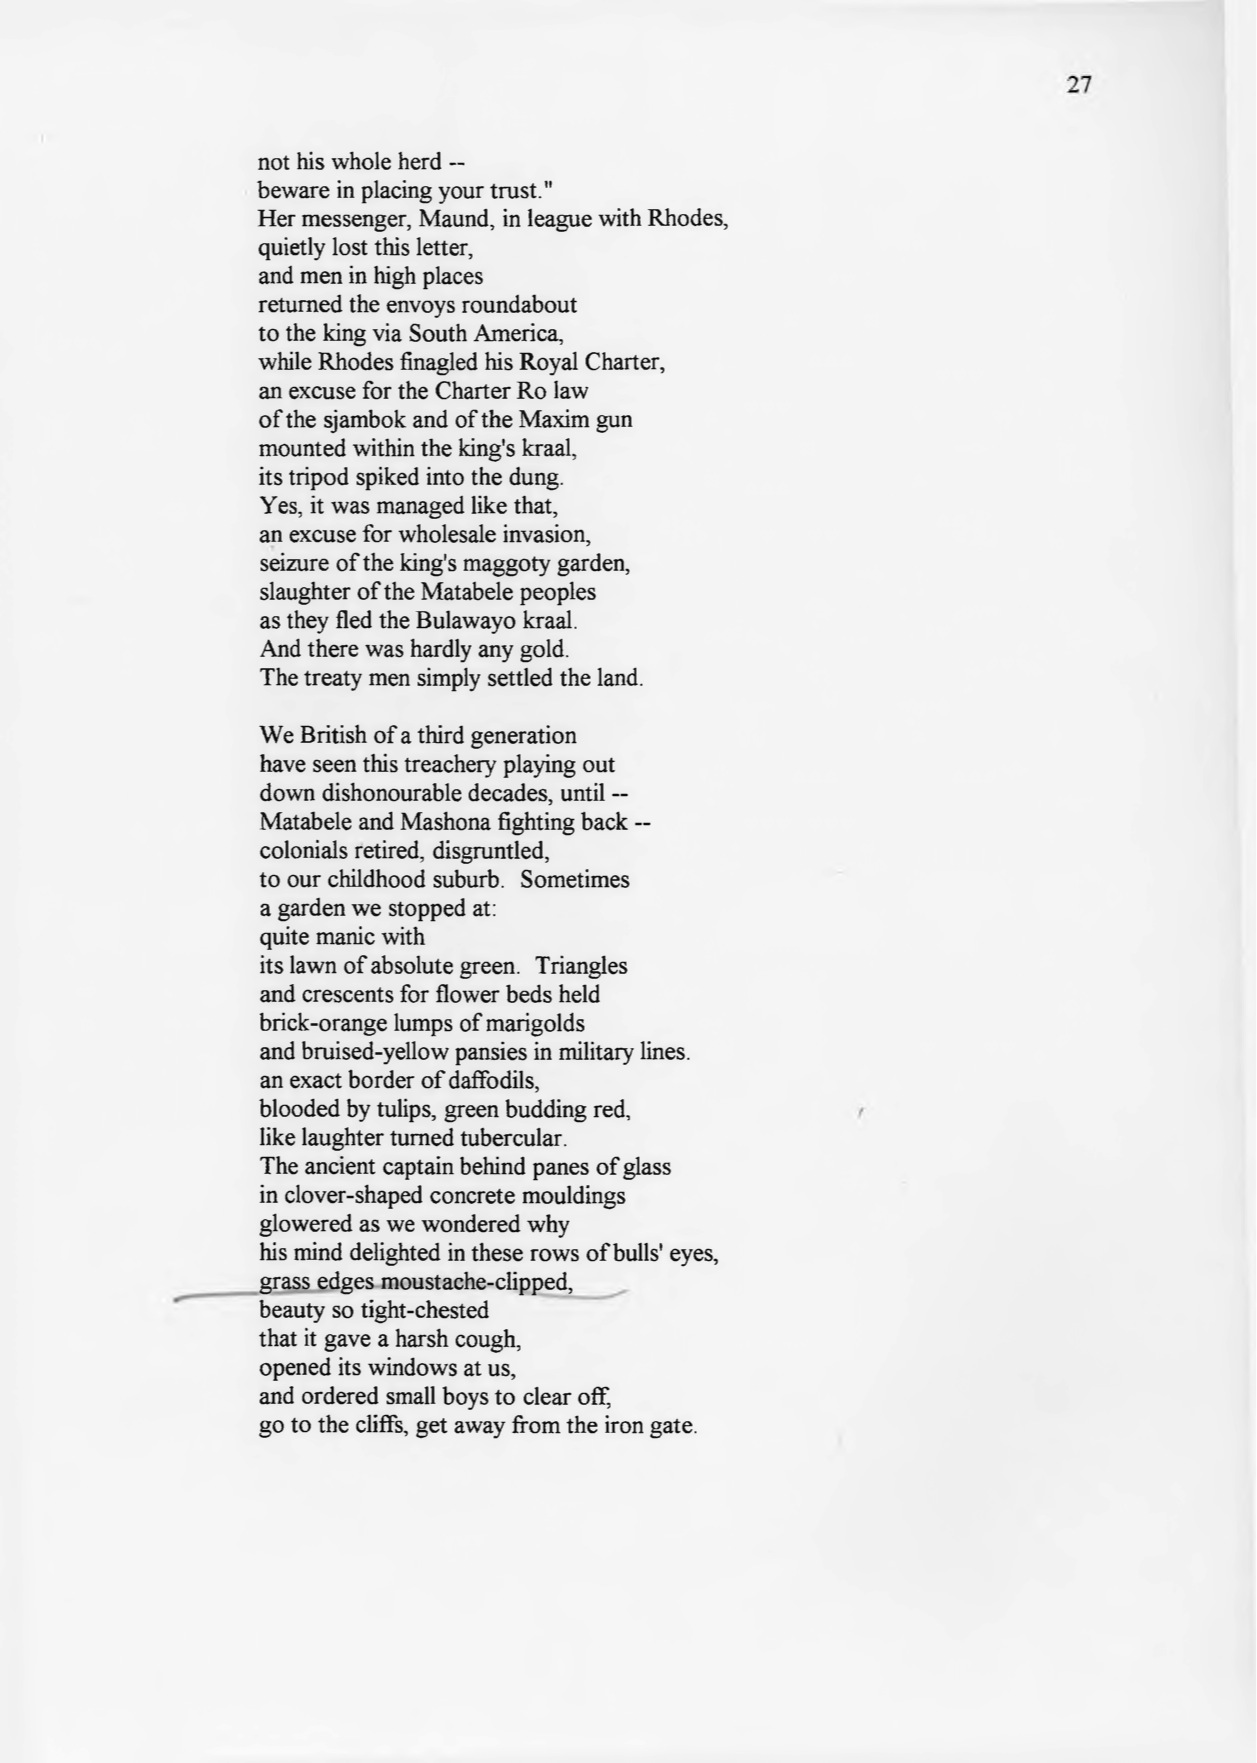 27
not his whole herd --
beware in placing your trust."
Her messenger, Maund, in league with Rhodes,
quietly lost this letter,
and men in high places
returned the envoys roundabout
to the king via South America,
while Rhodes finagled his Royal Charter,
an excuse for the Charter Ro law
of the sjambok and of the Maxim gun
mounted within the king's kraal,
its tripod spiked into the dung.
Yes, it was managed like that,
an excuse for wholesale invasion,
seizure of the king's maggoty garden,
slaughter of the Matabele peoples
as they fled the Bulawayo kraal.
And there was hardly any gold.
The treaty men simply settled the land.
We British of a third generation
have seen this treachery playing out
down dishonourable decades, until --
Matabele and Mashona fighting back --
colonials retired, disgruntled,
to our childhood suburb.  Sometimes
a garden we stopped at:
quite manic with
its lawn of absolute green.  Triangles
and crescents for flower beds held
brick-orange lumps of marigolds
and bruised-yellow pansies in military lines.
an exact border of daffodils,
blooded by tulips, green budding red,
like laughter turned tubercular.
The ancient captain behind panes of glass
in clover-shaped concrete mouldings
glowered as we wondered why
his mind delighted in these rows of bulls' eyes,
grass edges moustache-clipped,
beauty so tight-chested
that it gave a harsh cough,
opened its windows at us,
and ordered small boys to clear off,
go to the cliffs, get away from the iron gate.